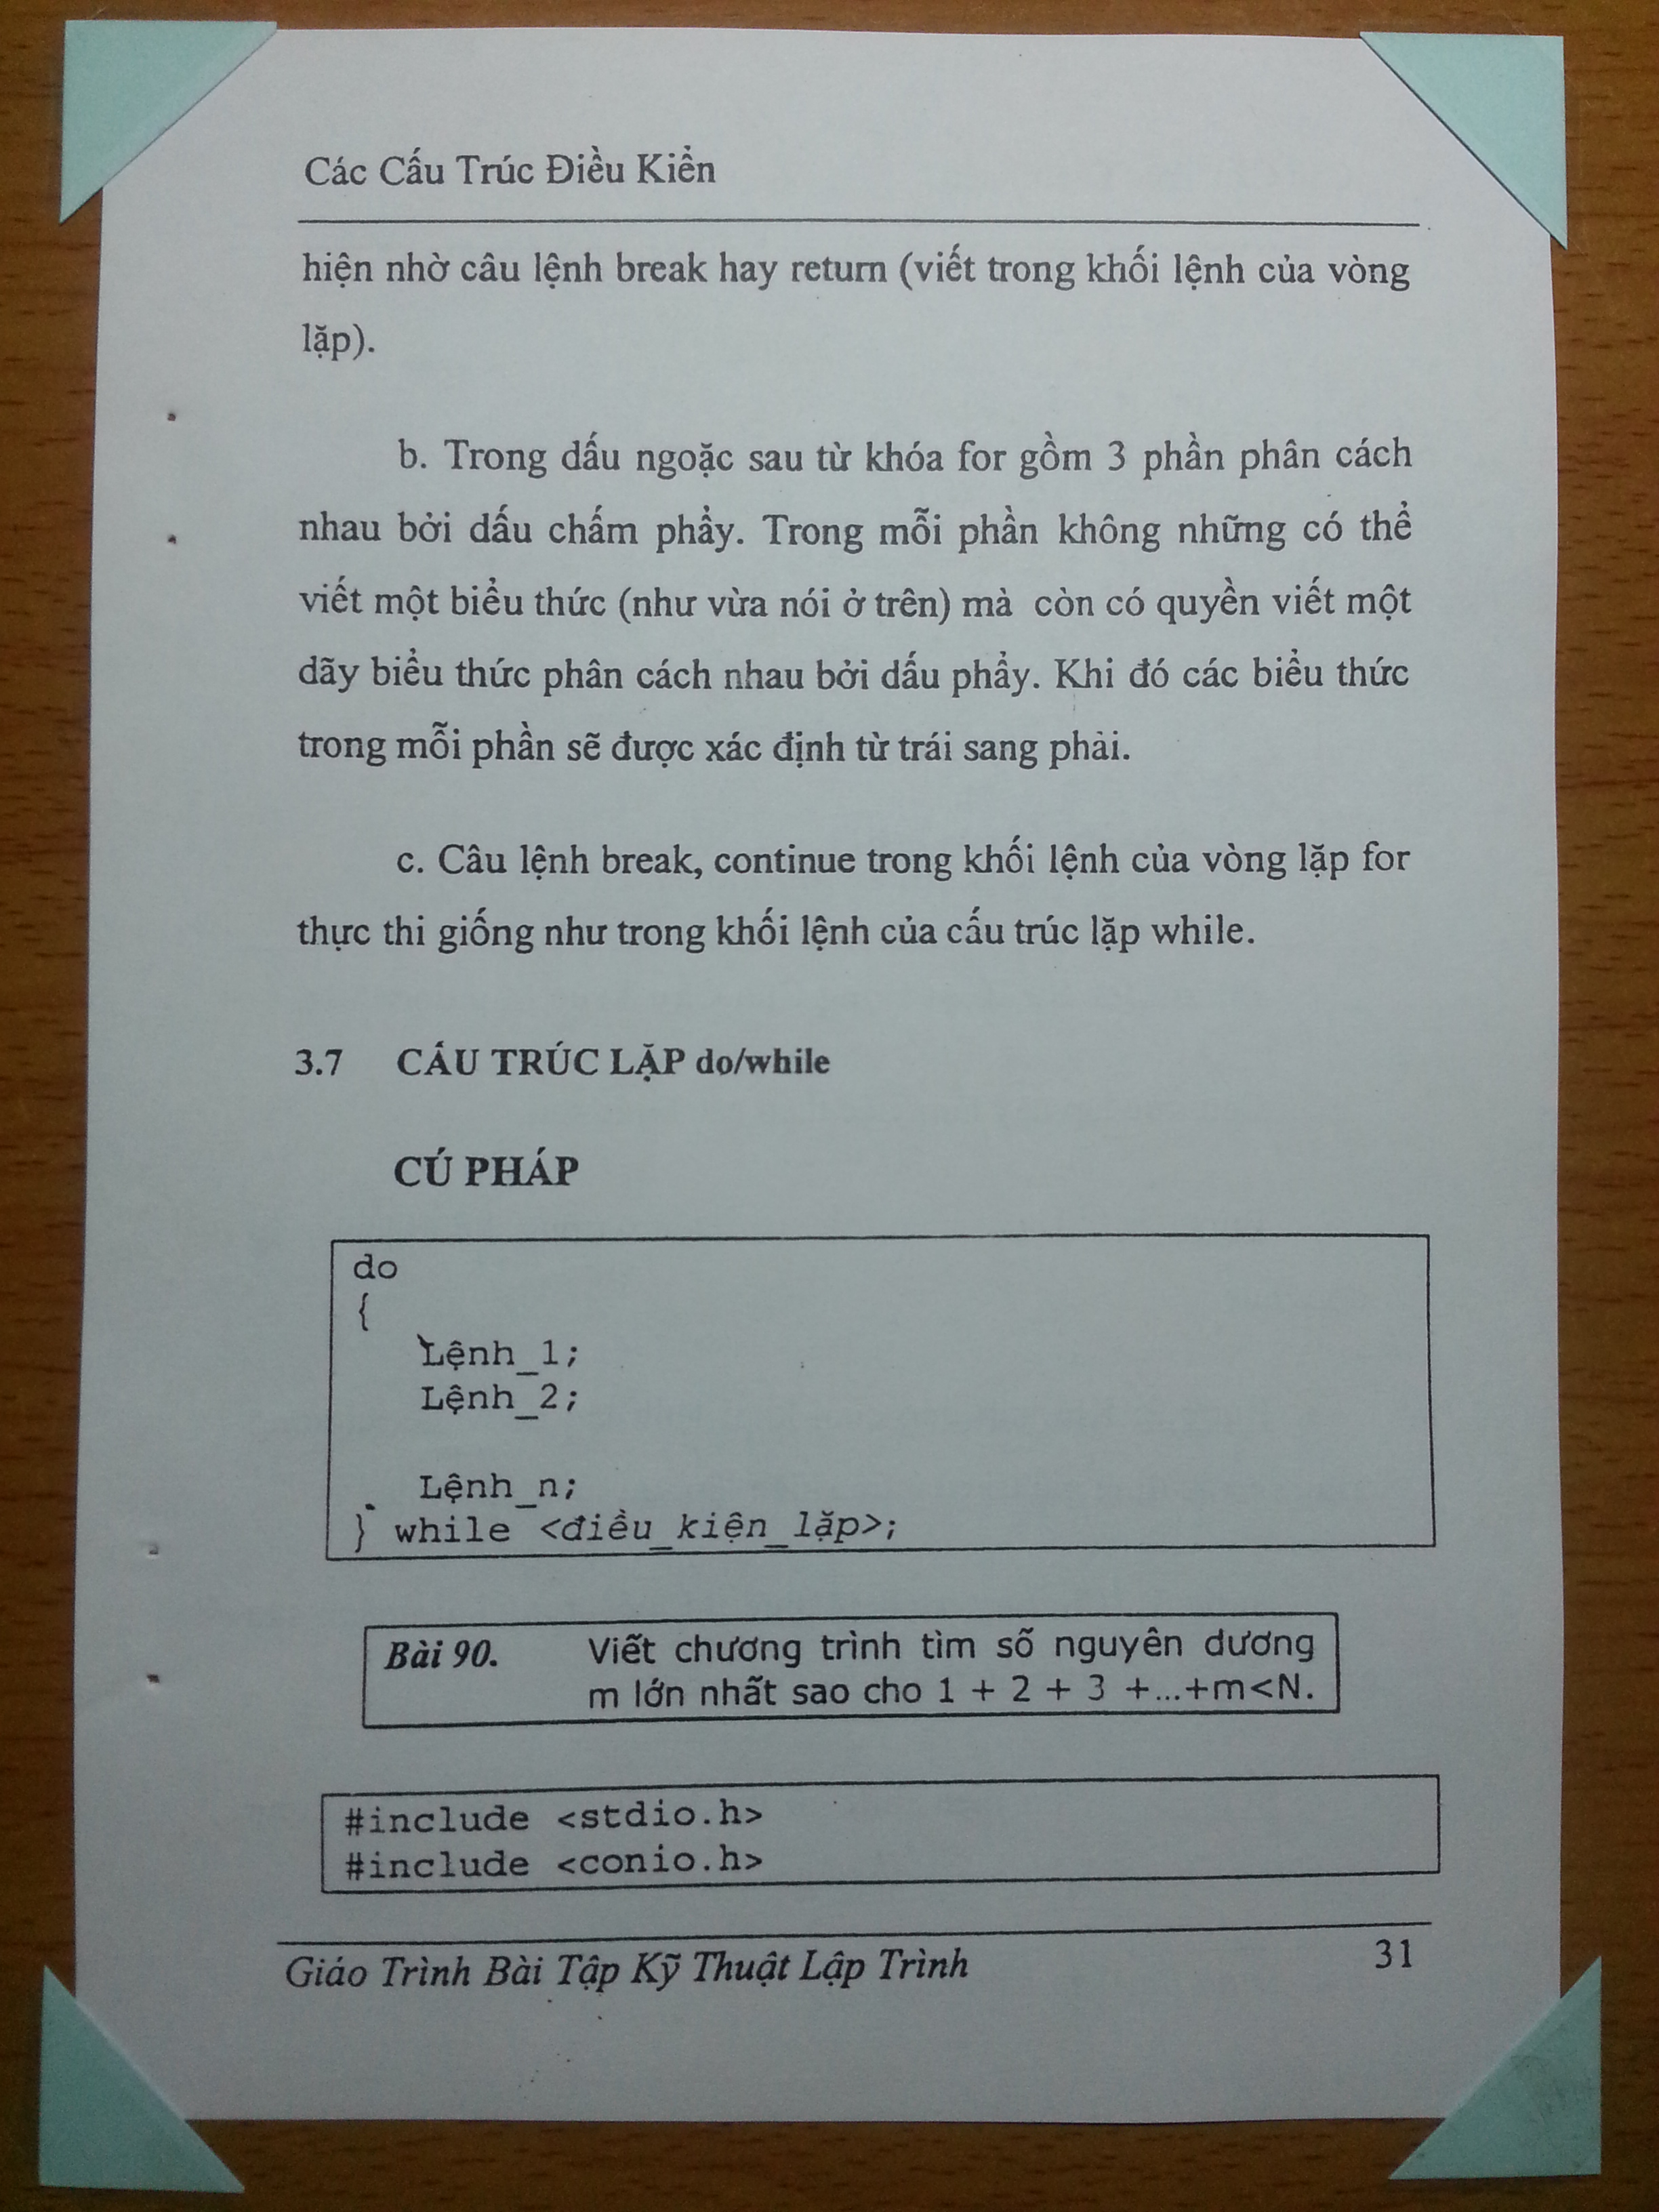 Các Cấu Trúc Điều Kiển
hiện nhờ câu lệnh break hay return (viết trong khối lệnh của vòng
lặp).
b. Trong dấu ngoặc sau từ khóa for gồm 3 phần phân cách
nhau bởi dấu chấm phẩy. Trong mỗi phần không những có thể
viết một biểu thức (như vừa nói ở trên) mà còn có quyền viết một
dãy biểu thức phân cách nhau bởi dấu phẩy. Khi đó các biểu thức
trong mỗi phần sẽ được xác định từ trái sang phải.
c. Câu lệnh break, continue trong khối lệnh của vòng lặp for
thực thi giống như trong khối lệnh của cấu trúc lặp while.
3.7 CẤU TRÚC LẶP do/while
CÚ PHÁP
do
{
Lệnh_1;
Lệnh_2;
Lệnh_n;
} while <điều_kiện_lặp>;
Bài 90. Viết chương trình tìm số nguyên dương
m lớn nhất sao cho 1 + 2 + 3 +...+m<N.
#include <stdio.h>
#include <conio.h>
Giáo Trình Bài Tập Kỹ Thuật Lập Trình 31